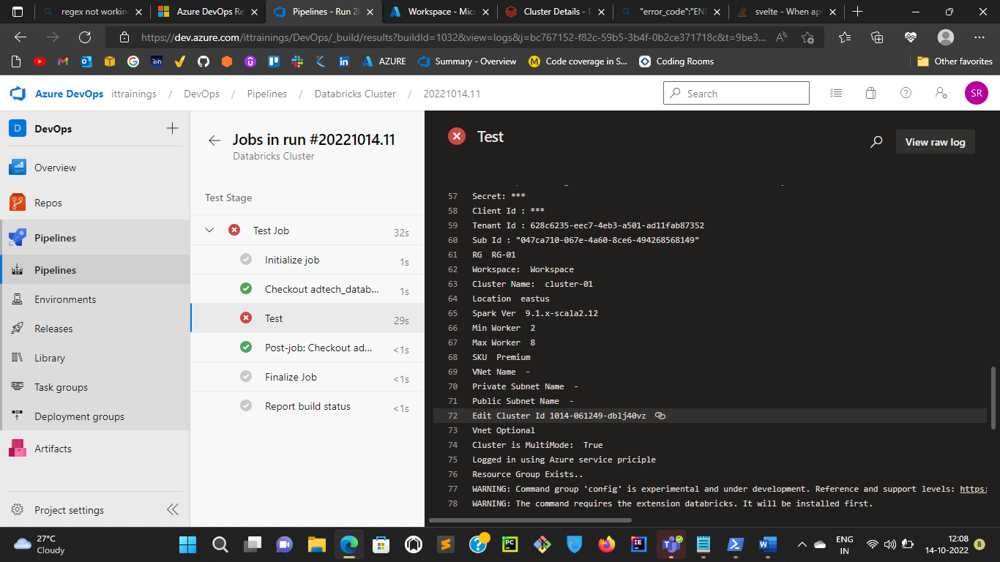 regex not workin
Azure DevOps Re
Pipelines - Run 20
Workspace - Micr
Cluster Details - D
"error_code":"EN
svelte - When api
https://dev.azure.com/ittrainings/DevOps/_build/results?buildId=1032&view=logs&j=bc767152-f82c-59b5-3b4f-0b2ce371718c&t=9be3...
AZURE
Summary - Overview
Code coverage in S...
Coding Rooms
Other favorites
Azure DevOps ittrainings / DevOps / Pipelines / Databricks Cluster / 20221014.11
Search
SR
D DevOps
Overview
Repos
Pipelines
Pipelines
Environments
Releases
Library
Task groups
Deployment groups
Artifacts
Project settings
Jobs in run #20221014.11
Databricks Cluster
Test Stage
Test Job 32s
Initialize job 1s
Checkout adtech_datab... 1s
Test 29s
Post-job: Checkout ad... <1s
Finalize Job <1s
Report build status <1s
Test
View raw log
57 Secret: ***
58 Client Id : ***
59 Tenant Id : 628c6235-eec7-4eb3-a501-ad11fab87352
60 Sub Id : "047ca710-067e-4a60-8ce6-494268568149"
61 RG RG-01
62 Workspace: Workspace
63 Cluster Name: cluster-01
64 Location eastus
65 Spark Ver 9.1.x-scala2.12
66 Min Worker 2
67 Max Worker 8
68 SKU Premium
69 VNet Name -
70 Private Subnet Name -
71 Public Subnet Name -
72 Edit Cluster Id 1014-061249-dblj40vz
73 Vnet Optional
74 Cluster is MultiMode: True
75 Logged in using Azure service priciple
76 Resource Group Exists..
77 WARNING: Command group 'config' is experimental and under development. Reference and support levels: https:
78 WARNING: The command requires the extension databricks. It will be installed first.
27°C
Cloudy
ENG
IN
12:08
14-10-2022
8